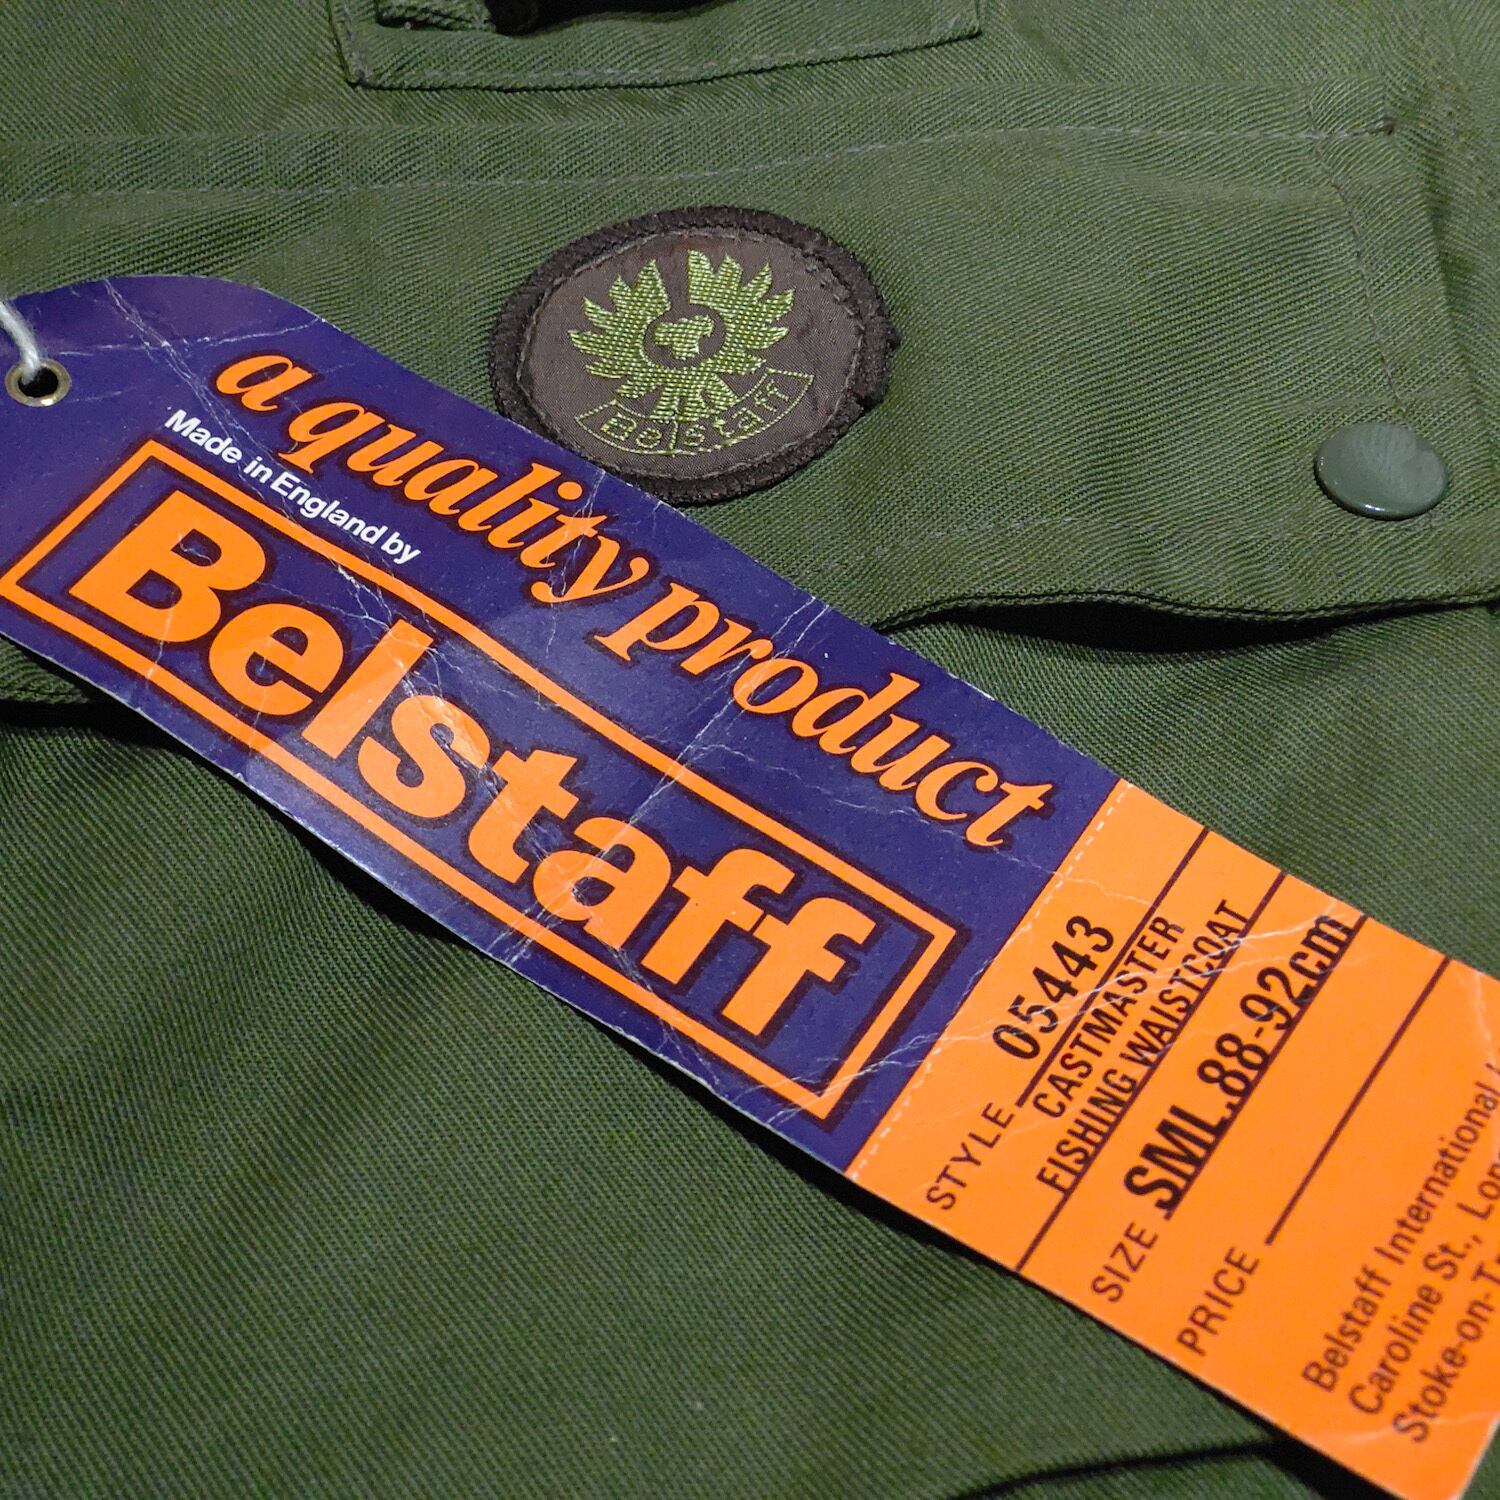 Belstaff
a quality product
Made in England by
Belstaff
STYLE 05443
CASTMASTER
FISHING WAISTCOAT
SIZE SML.88-92cm
PRICE
Belstaff International
Caroline St.,
Stoke-on-